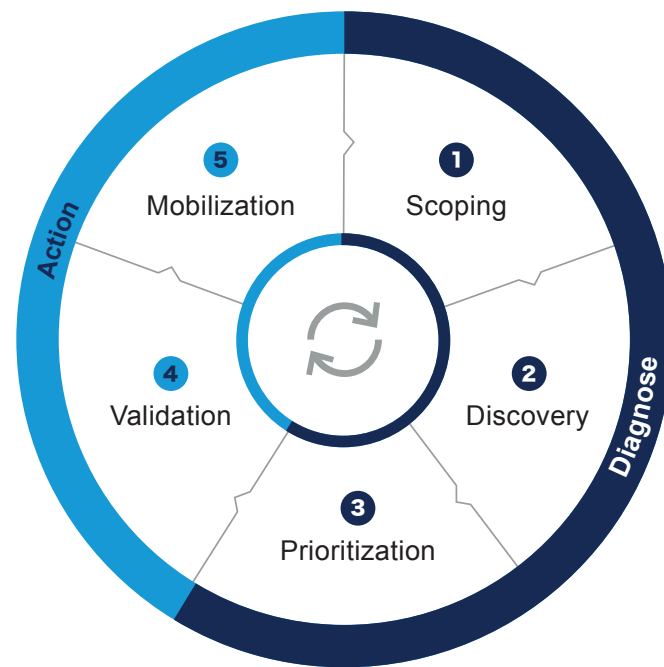 1
Scoping
2
Discovery
3
Prioritization
4
Validation
5
Mobilization
Diagnose
Action